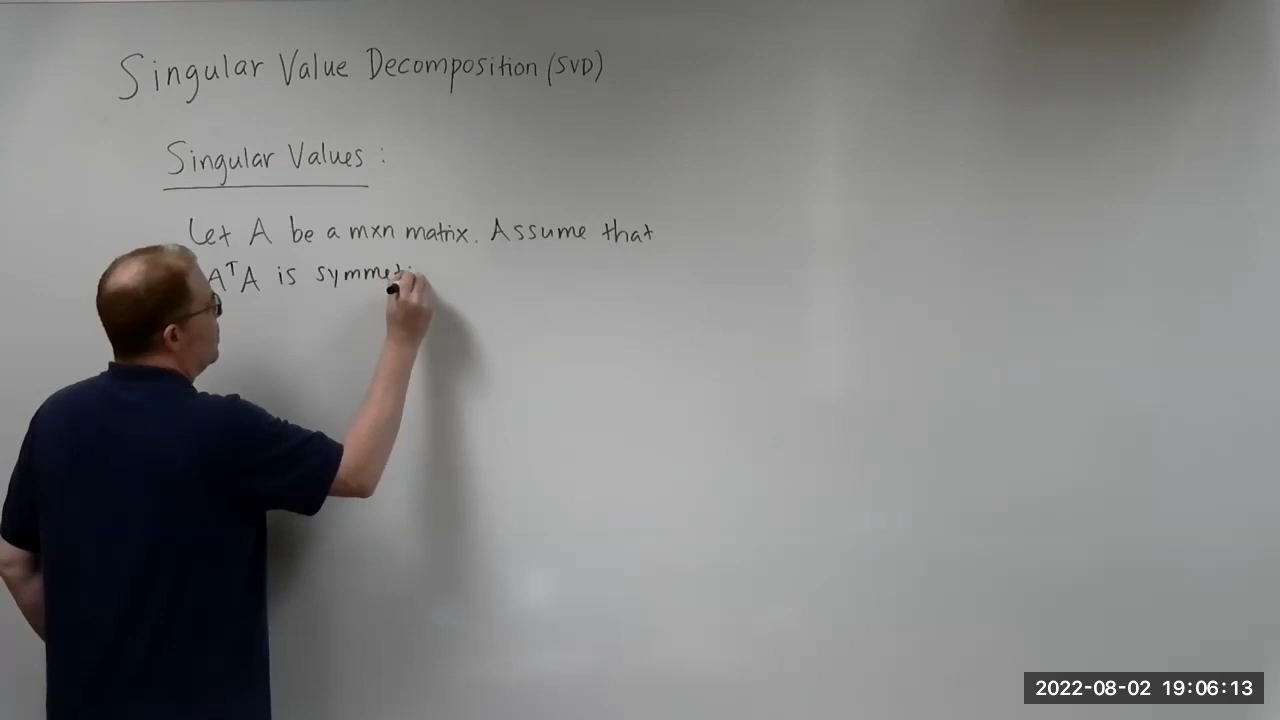 Singular Value Decomposition (SVD)
Singular Values :
Let A be a mxn matrix. Assume that
AᵀA is symmet
2022-08-02 19:06:13